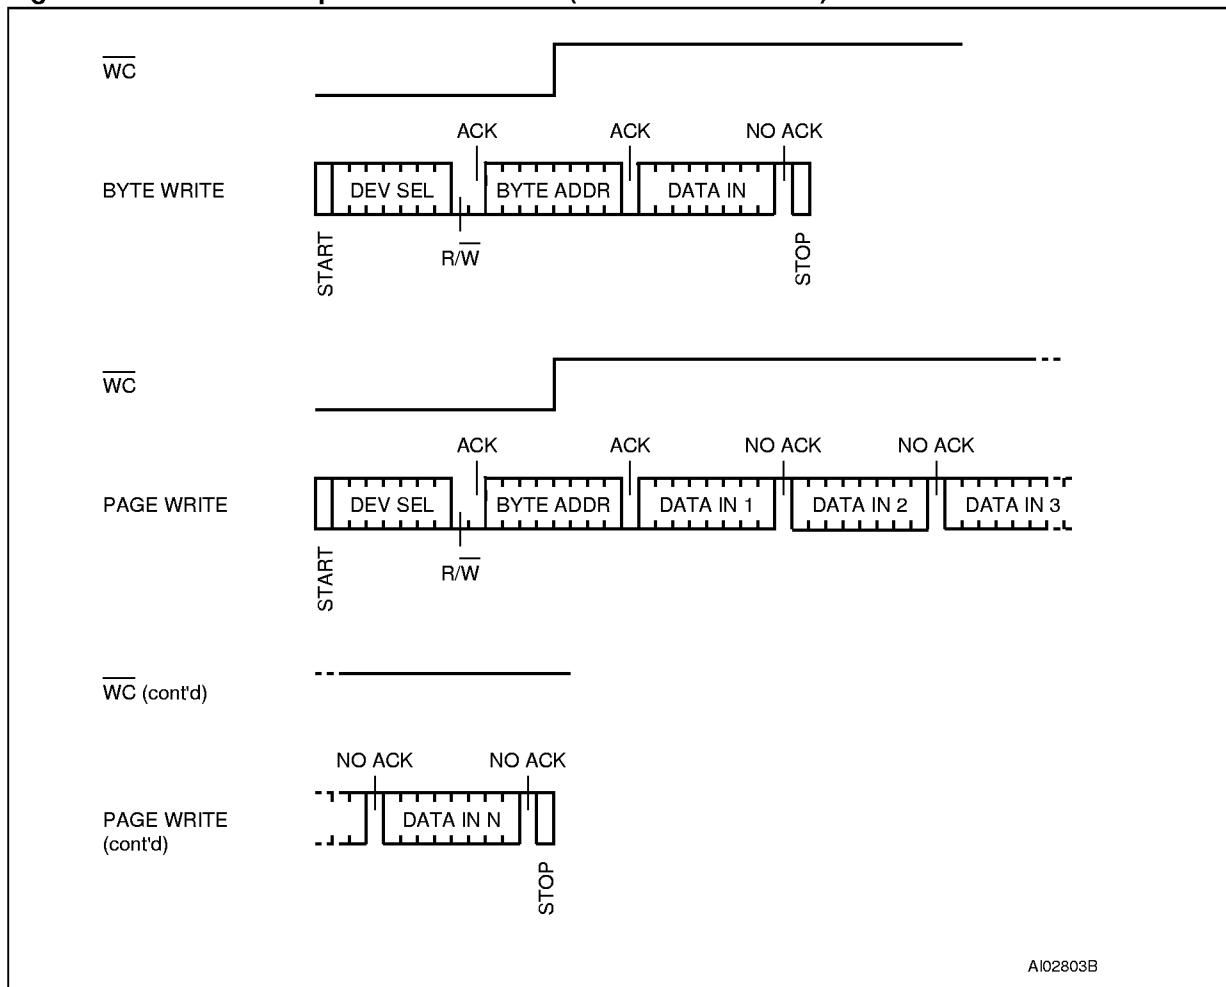 WC
ACK ACK NO ACK
BYTE WRITE DEV SEL BYTE ADDR DATA IN
R/W
START STOP
WC
ACK ACK NO ACK NO ACK
PAGE WRITE DEV SEL BYTE ADDR DATA IN 1 DATA IN 2 DATA IN 3
R/W
START
WC (cont'd)
NO ACK NO ACK
PAGE WRITE DATA IN N
(cont'd)
STOP
AI02803B